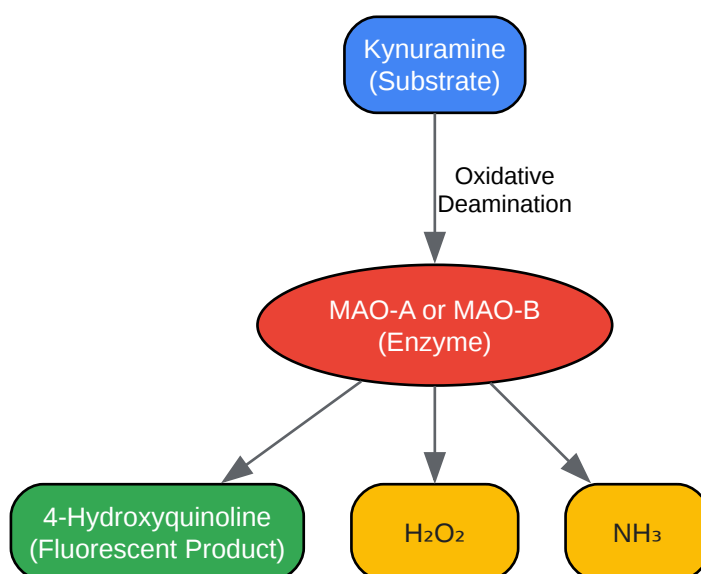 Kynuramine
(Substrate)
Oxidative
Deamination
MAO-A or MAO-B
(Enzyme)
4-Hydroxyquinoline
(Fluorescent Product)
H₂O₂
NH₃